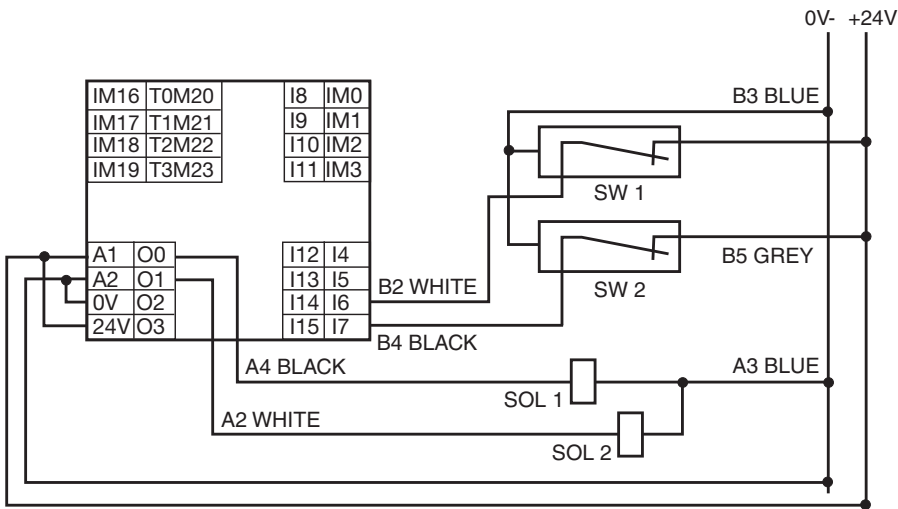 0V- +24V
B3 BLUE
IM16 T0M20 I8 IM0
IM17 T1M21 I9 IM1
IM18 T2M22 I10 IM2
IM19 T3M23 I11 IM3
SW 1
A1 O0 I12 I4
B5 GREY
A2 O1 I13 I5
B2 WHITE
SW 2
0V O2 I14 I6
24V O3 I15 I7
B4 BLACK
A4 BLACK
A3 BLUE
SOL 1
A2 WHITE
SOL 2